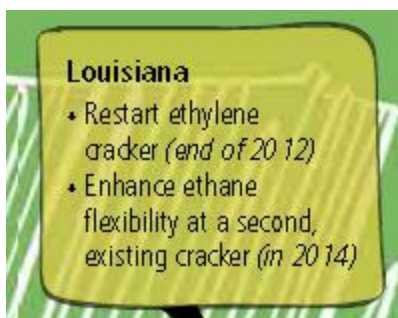 Louisiana
• Restart ethylene
cracker (end of 2012)
• Enhance ethane
flexibility at a second,
existing cracker (in 2014)